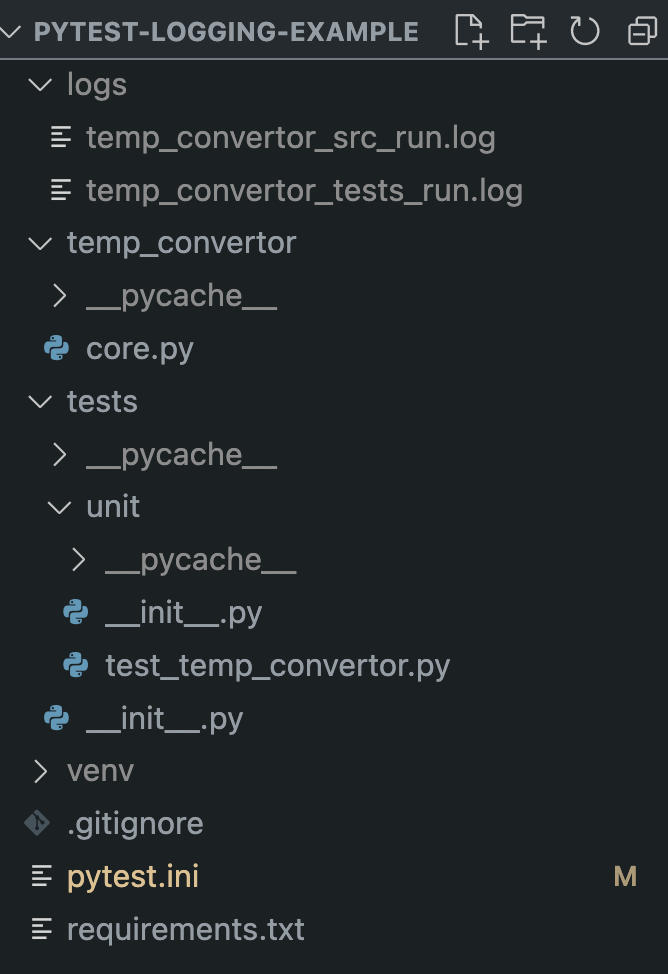 PYTEST-LOGGING-EXAMPLE
logs
temp_convertor_src_run.log
temp_convertor_tests_run.log
temp_convertor
__pycache__
core.py
tests
__pycache__
unit
__pycache__
__init__.py
test_temp_convertor.py
__init__.py
venv
.gitignore
pytest.ini M
requirements.txt